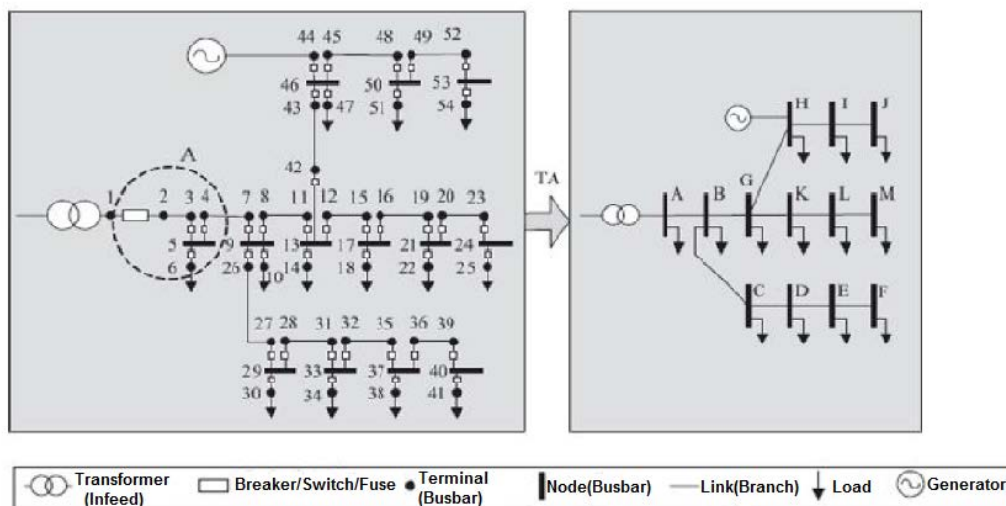 44 45 48 49 52
46 50 53
43 47 51 54
42
A
1 2 3 4 7 8 11 12 15 16 19 20 23
5 9 13 17 21 24
6 26 10 14 18 22 25
27 28 31 32 35 36 39
29 33 37 40
30 34 38 41
TA
H I J
A B G K L M
C D E F
Transformer
(Infeed)
Breaker/Switch/Fuse
Terminal
(Busbar)
Node(Busbar)
Link(Branch)
Load
Generator